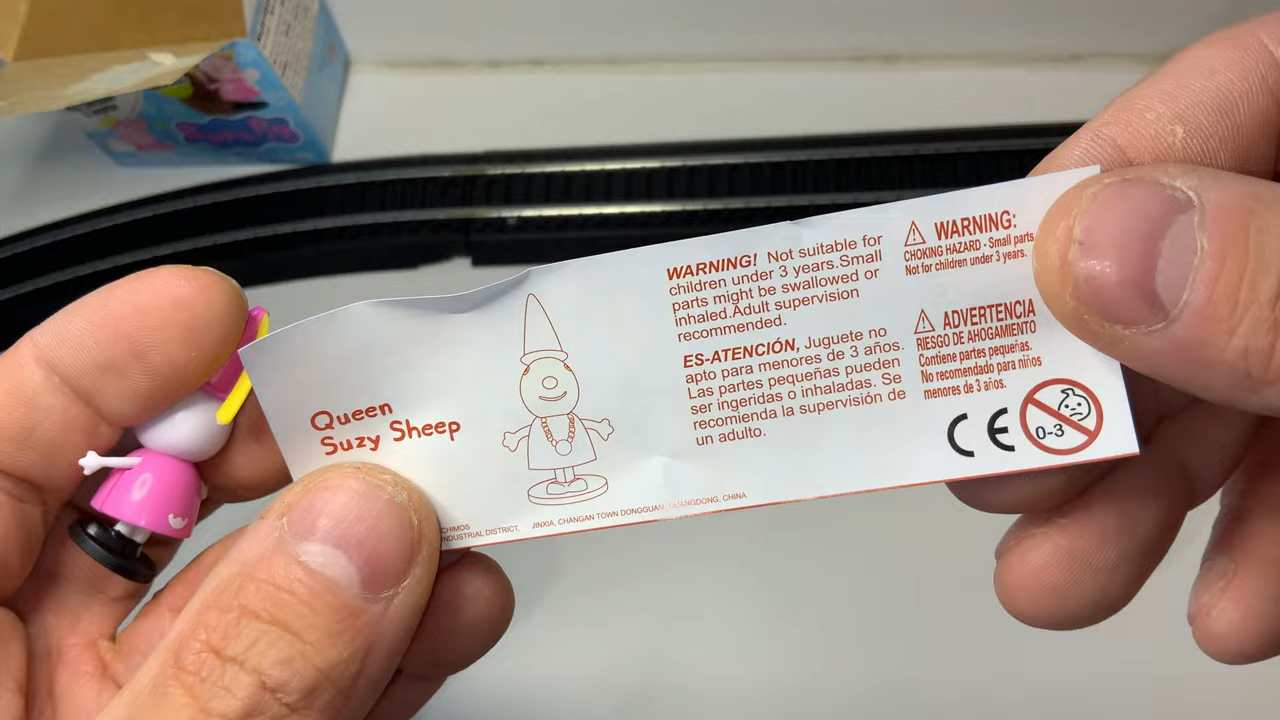 Queen
Suzy Sheep
WARNING! Not suitable for
children under 3 years.Small
parts might be swallowed or
inhaled.Adult supervision
recommended.
ES-ATENCIÓN, Juguete no
apto para menores de 3 años.
Las partes pequeñas pueden
ser ingeridas o inhaladas. Se
recomienda la supervisión de
un adulto.
WARNING:
CHOKING HAZARD - Small parts
Not for children under 3 years.
ADVERTENCIA
RIESGO DE AHOGAMIENTO
Contiene partes pequeñas.
No recomendado para niños
menores de 3 años.
CE
0-3
CHIMOS
INDUSTRIAL DISTRICT, JINXIA, CHANGAN TOWN DONGGUAN GUANGDONG, CHINA